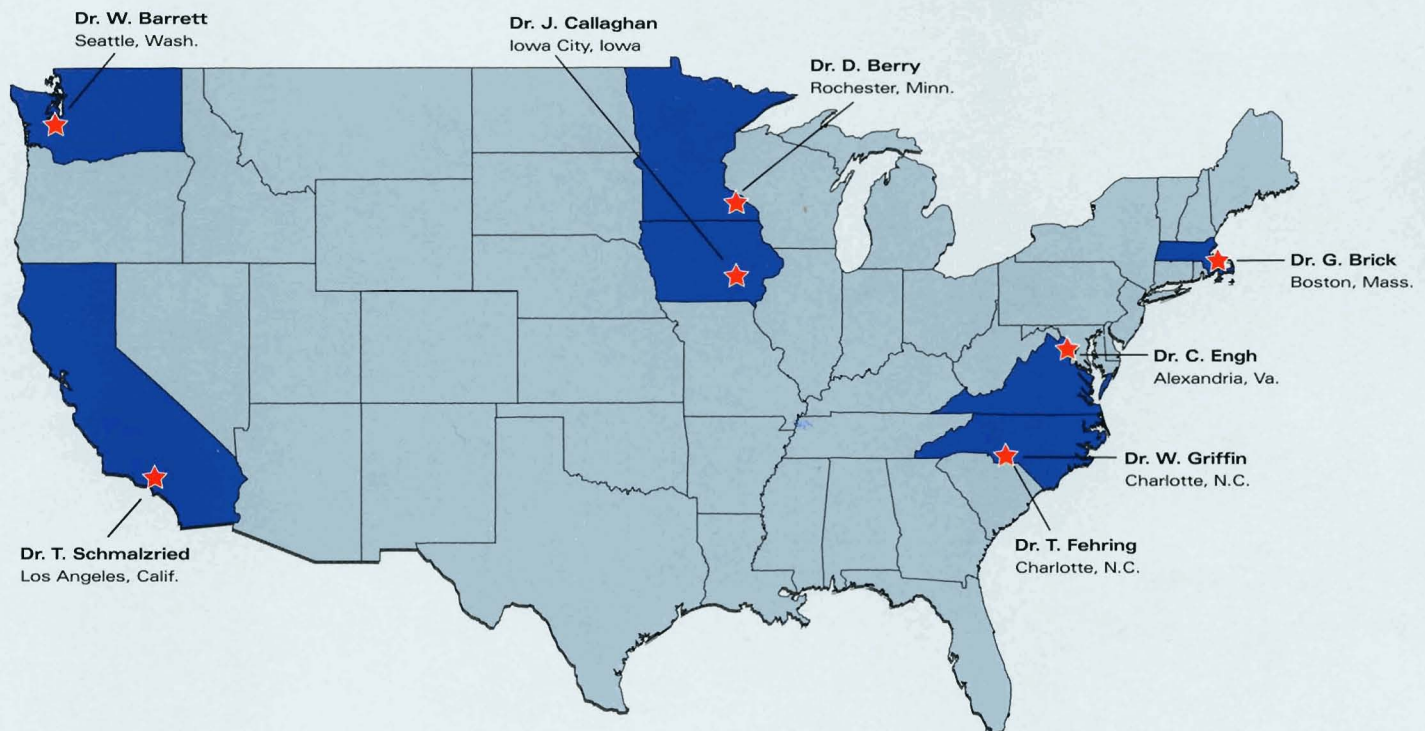 Dr. W. Barrett
Seattle, Wash.
Dr. J. Callaghan
Iowa City, Iowa
Dr. D. Berry
Rochester, Minn.
Dr. G. Brick
Boston, Mass.
Dr. C. Engh
Alexandria, Va.
Dr. W. Griffin
Charlotte, N.C.
Dr. T. Fehring
Charlotte, N.C.
Dr. T. Schmalzried
Los Angeles, Calif.